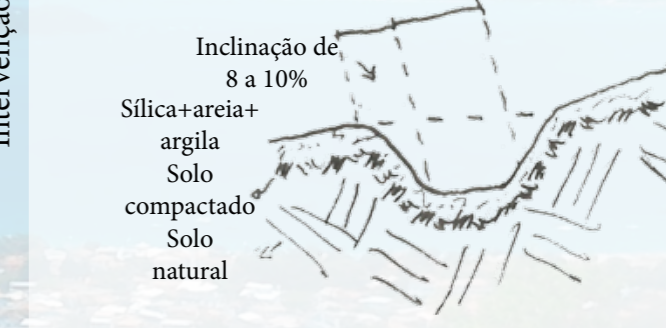 Intervenção
Inclinação de
8 a 10%
Sílica+areia+
argila
Solo
compactado
Solo
natural